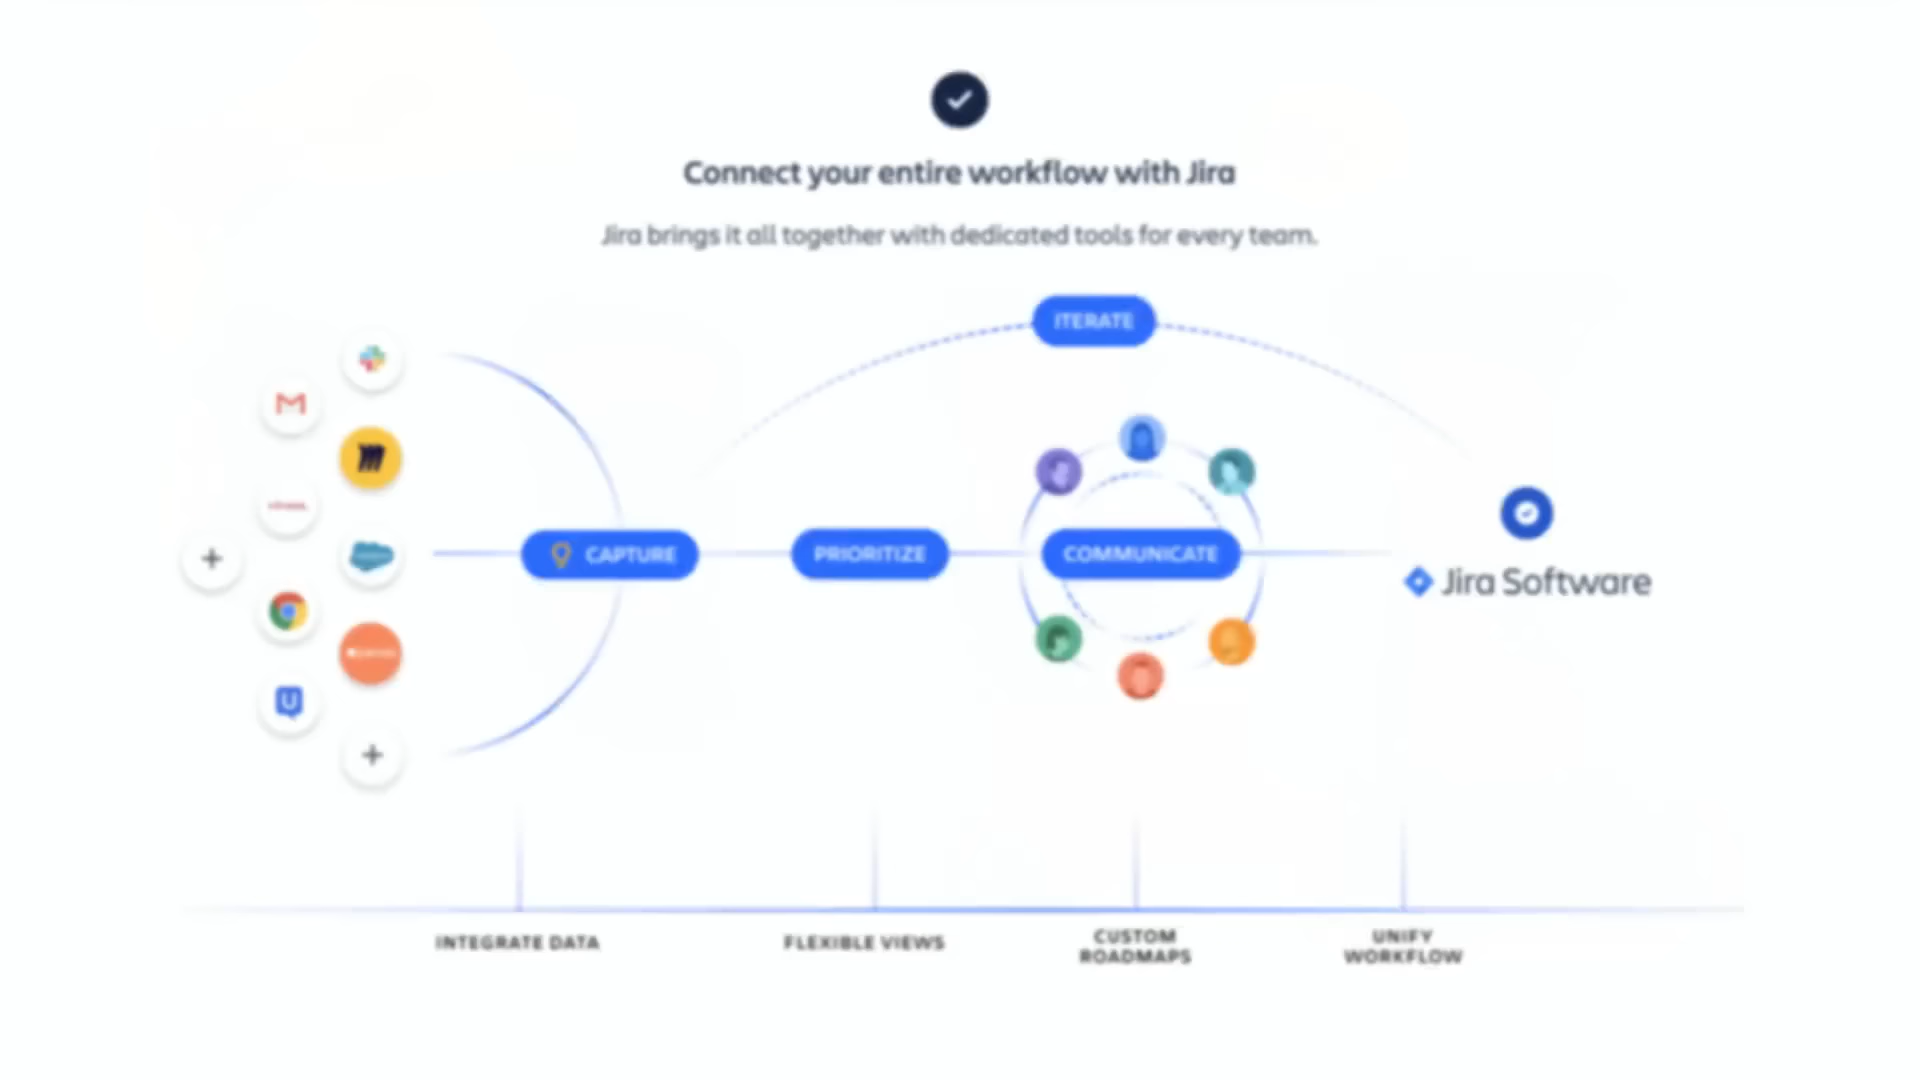 Connect your entire workflow with Jira
Jira brings it all together with dedicated tools for every team.
ITERATE
CAPTURE
PRIORITIZE
COMMUNICATE
Jira Software
INTEGRATE DATA
FLEXIBLE VIEWS
CUSTOM
ROADMAPS
UNIFY
WORKFLOW